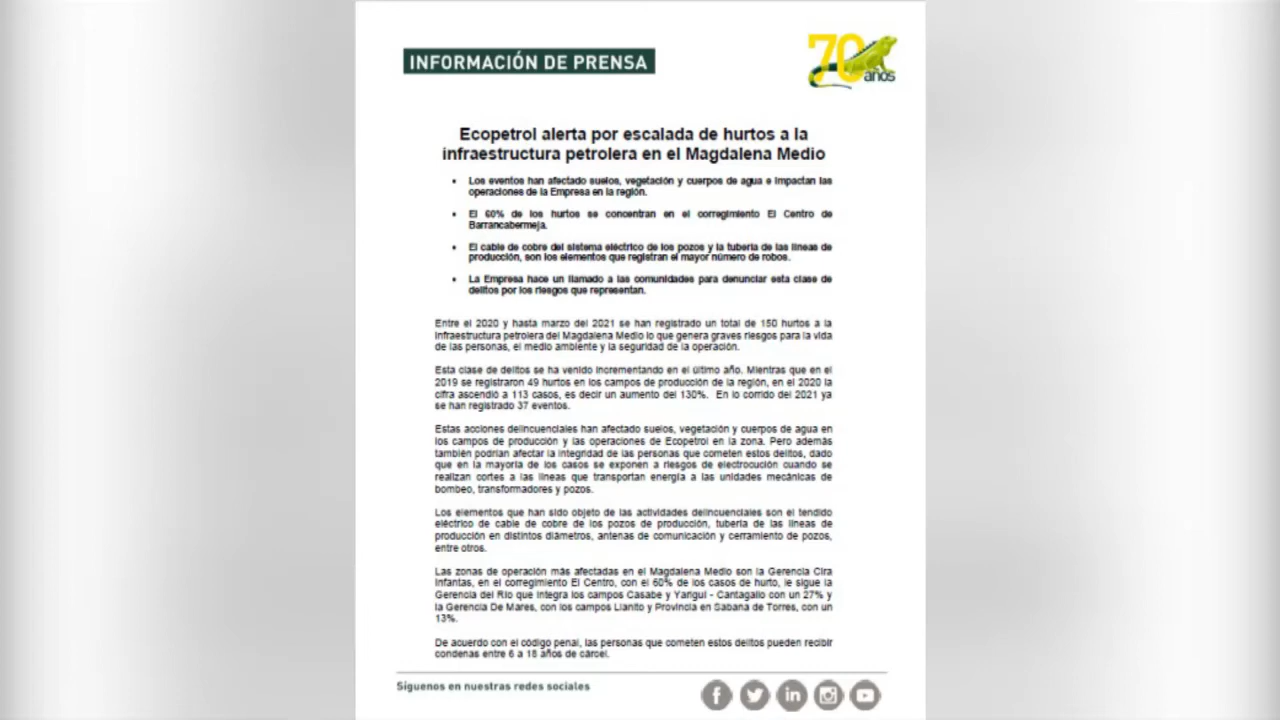 INFORMACIÓN DE PRENSA
70 años
Ecopetrol alerta por escalada de hurtos a la
infraestructura petrolera en el Magdalena Medio
• Los eventos han afectado suelos, vegetación y cuerpos de agua e impactan las
operaciones de la Empresa en la región.
• El 60% de los hurtos se concentran en el corregimiento El Centro de
Barrancabermeja.
• El cable de cobre del sistema eléctrico de los pozos y la tubería de las líneas de
producción, son los elementos que registran el mayor número de robos.
• La Empresa hace un llamado a las comunidades para denunciar esta clase de
delitos por los riesgos que representan.
Entre el 2020 y hasta marzo del 2021 se han registrado un total de 150 hurtos a la
infraestructura petrolera del Magdalena Medio lo que genera graves riesgos para la vida
de las personas, el medio ambiente y la seguridad de la operación.
Esta clase de delitos se ha venido incrementando en el último año. Mientras que en el
2019 se registraron 49 hurtos en los campos de producción de la región, en el 2020 la
cifra ascendió a 113 casos, es decir un aumento del 130%. En lo corrido del 2021 ya
se han registrado 37 eventos.
Estas acciones delincuenciales han afectado suelos, vegetación y cuerpos de agua en
los campos de producción y las operaciones de Ecopetrol en la zona. Pero además
también podrían afectar la integridad de las personas que cometen estos delitos, dado
que en la mayoría de los casos se exponen a riesgos de electrocución cuando se
realizan cortes a las líneas que transportan energía a las unidades mecánicas de
bombeo, transformadores y pozos.
Los elementos que han sido objeto de las actividades delincuenciales son el tendido
eléctrico de cable de cobre de los pozos de producción, tubería de las líneas de
producción en distintos diámetros, antenas de comunicación y cerramiento de pozos,
entre otros.
Las zonas de operación más afectadas en el Magdalena Medio son la Gerencia Cira
Infantas, en el corregimiento El Centro, con el 60% de los casos de hurto, le sigue la
Gerencia del Río que integra los campos Casabe y Yariguí - Cantagallo con un 27% y
la Gerencia De Mares, con los campos Llanito y Provincia en Sabana de Torres, con un
13%.
De acuerdo con el código penal, las personas que cometen estos delitos pueden recibir
condenas entre 6 a 18 años de cárcel.
Síguenos en nuestras redes sociales